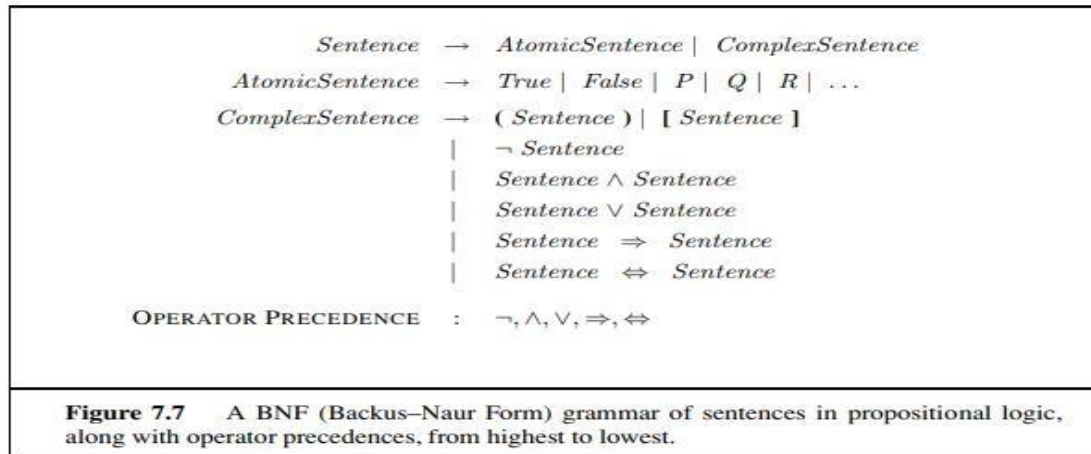 Sentence → AtomicSentence | ComplexSentence
AtomicSentence → True | False | P | Q | R | ...
ComplexSentence → ( Sentence ) | [ Sentence ]
| ¬ Sentence
| Sentence ∧ Sentence
| Sentence ∨ Sentence
| Sentence ⇒ Sentence
| Sentence ⇔ Sentence
OPERATOR PRECEDENCE : ¬, ∧, ∨, ⇒, ⇔
Figure 7.7 A BNF (Backus–Naur Form) grammar of sentences in propositional logic,
along with operator precedences, from highest to lowest.